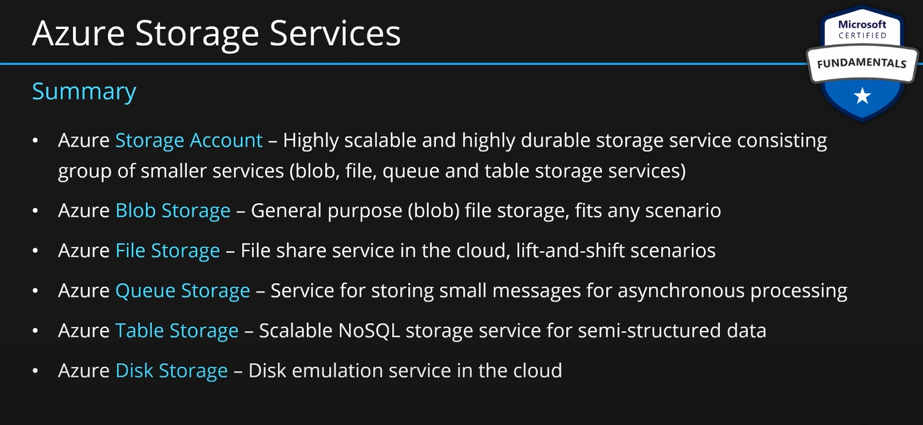 Azure Storage Services
Microsoft
CERTIFIED
FUNDAMENTALS
Summary
• Azure Storage Account – Highly scalable and highly durable storage service consisting
group of smaller services (blob, file, queue and table storage services)
• Azure Blob Storage – General purpose (blob) file storage, fits any scenario
• Azure File Storage – File share service in the cloud, lift-and-shift scenarios
• Azure Queue Storage – Service for storing small messages for asynchronous processing
• Azure Table Storage – Scalable NoSQL storage service for semi-structured data
• Azure Disk Storage – Disk emulation service in the cloud